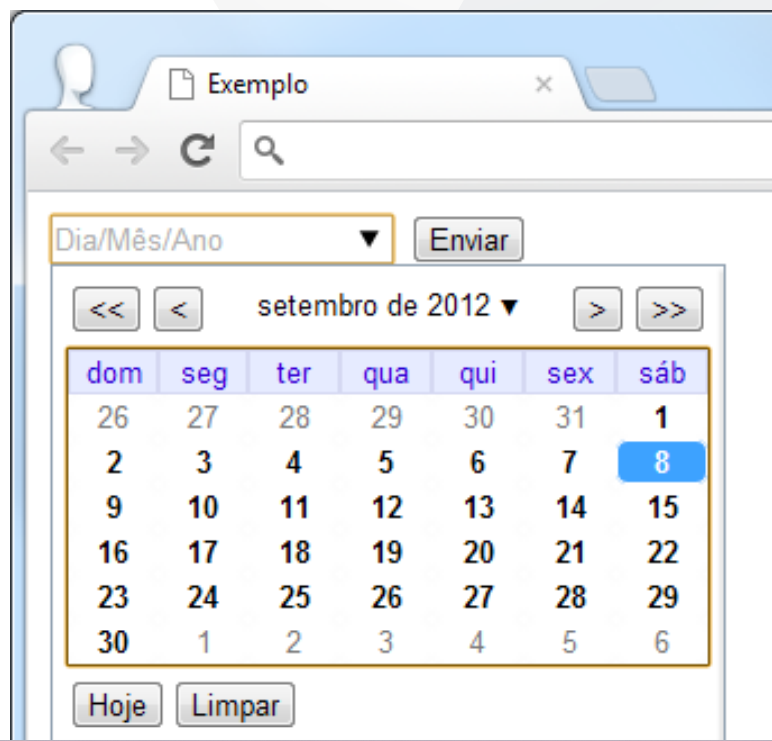 Exemplo
Dia/Mês/Ano ▼ Enviar
<< < setembro de 2012 ▼ > >>
dom seg ter qua qui sex sáb
26 27 28 29 30 31 1
2 3 4 5 6 7 8
9 10 11 12 13 14 15
16 17 18 19 20 21 22
23 24 25 26 27 28 29
30 1 2 3 4 5 6
Hoje Limpar